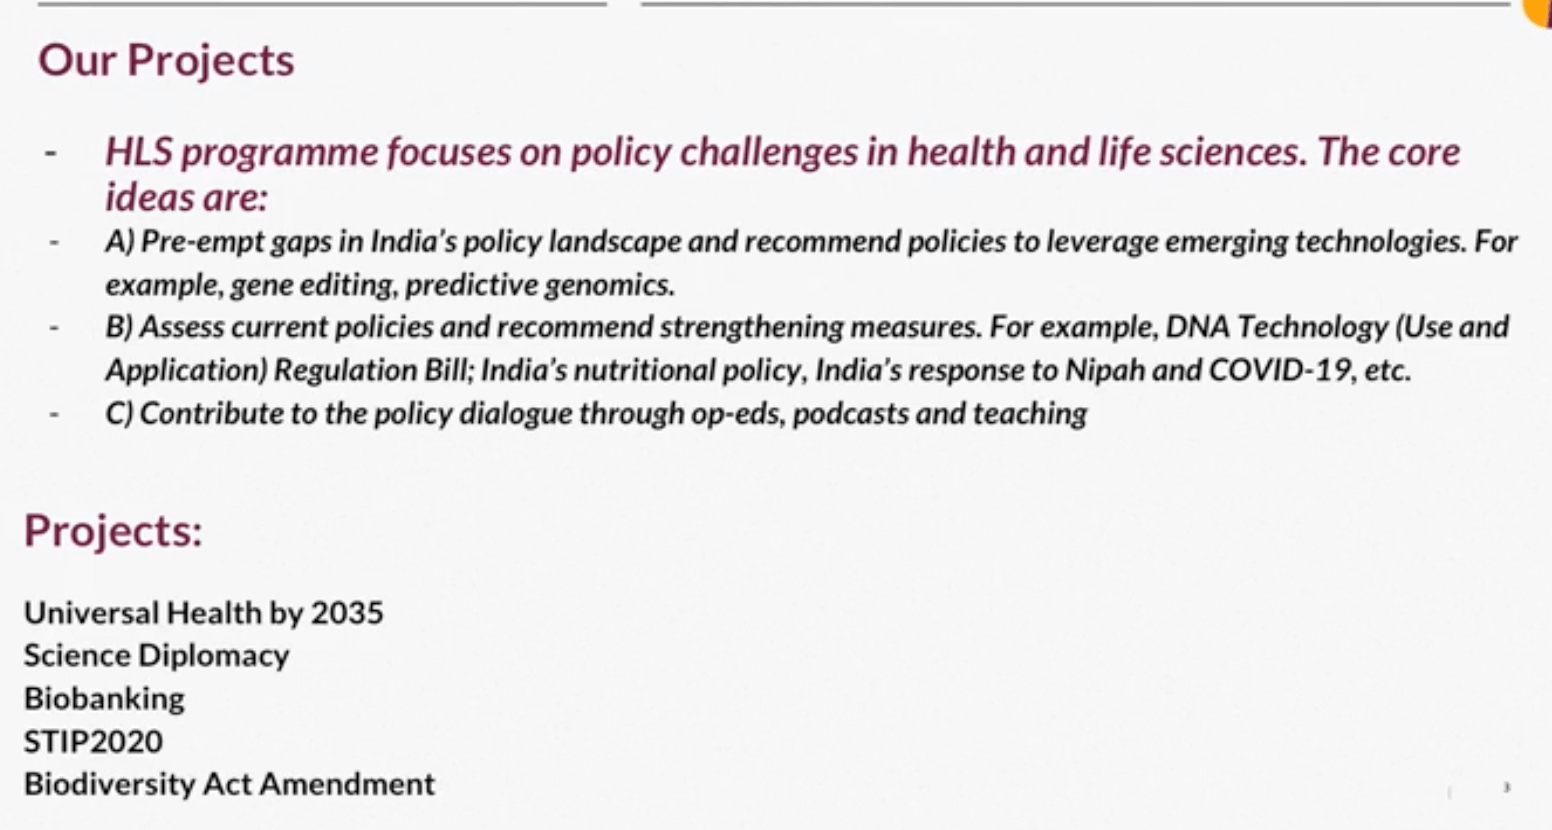 Our Projects
- HLS programme focuses on policy challenges in health and life sciences. The core
ideas are:
- A) Pre-empt gaps in India's policy landscape and recommend policies to leverage emerging technologies. For
example, gene editing, predictive genomics.
- B) Assess current policies and recommend strengthening measures. For example, DNA Technology (Use and
Application) Regulation Bill; India's nutritional policy, India's response to Nipah and COVID-19, etc.
- C) Contribute to the policy dialogue through op-eds, podcasts and teaching
Projects:
Universal Health by 2035
Science Diplomacy
Biobanking
STIP2020
Biodiversity Act Amendment
3